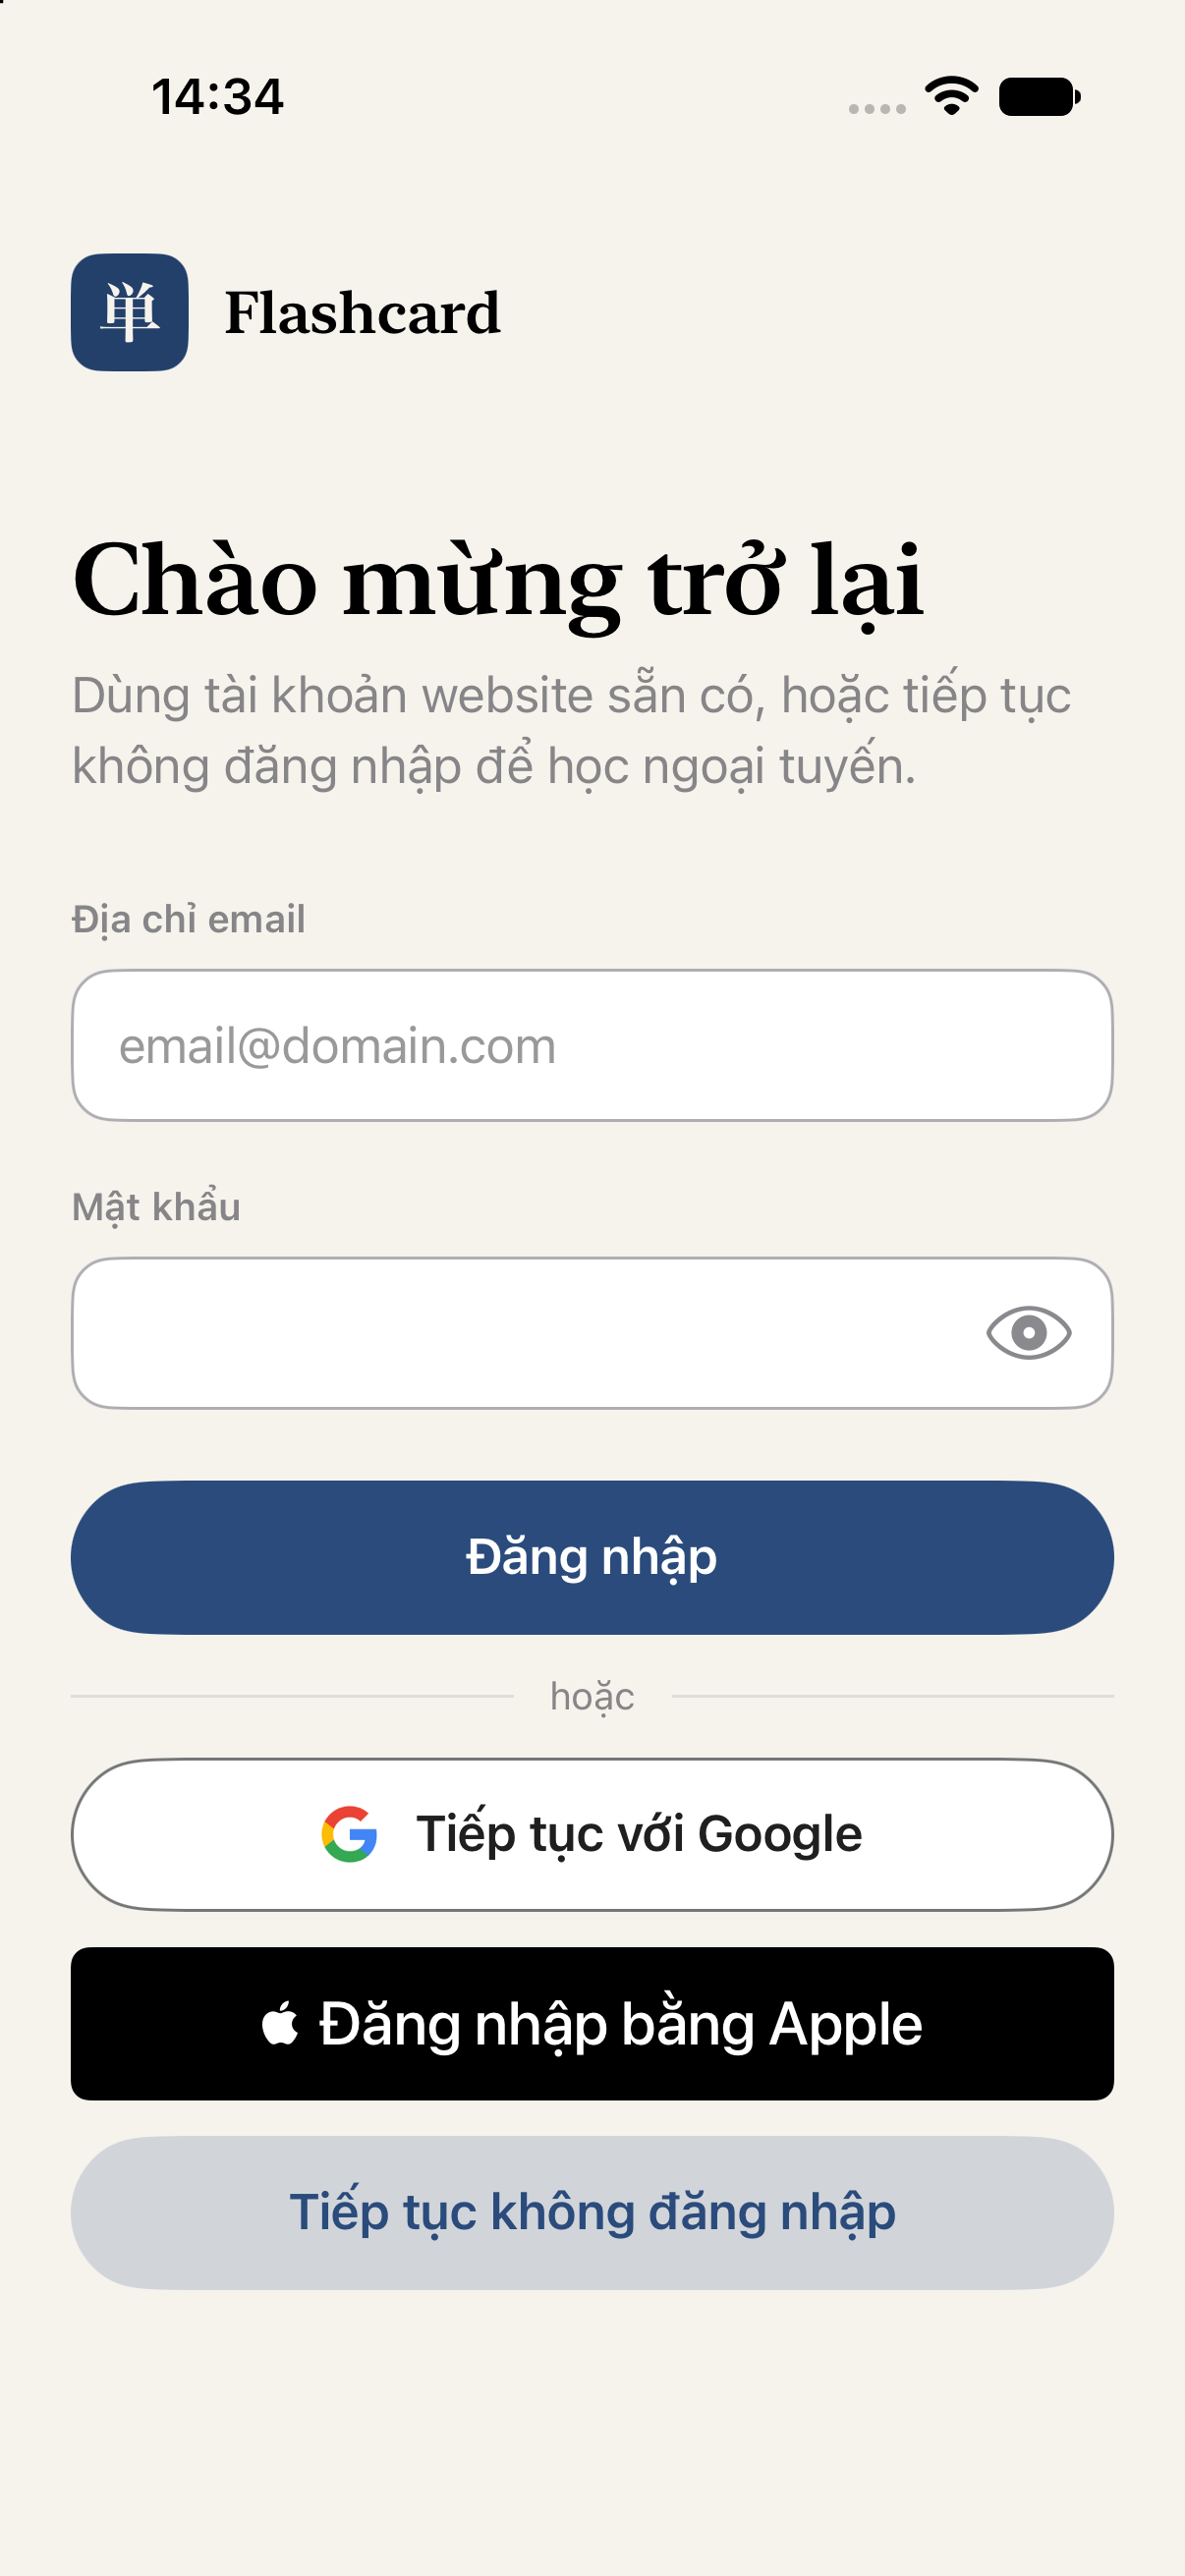 14:34
単
Flashcard
Chào mừng trở lại
Dùng tài khoản website sẵn có, hoặc tiếp tục
không đăng nhập để học ngoại tuyến.
Địa chỉ email
email@domain.com
Mật khẩu
Đăng nhập
hoặc
Tiếp tục với Google
Đăng nhập bằng Apple
Tiếp tục không đăng nhập